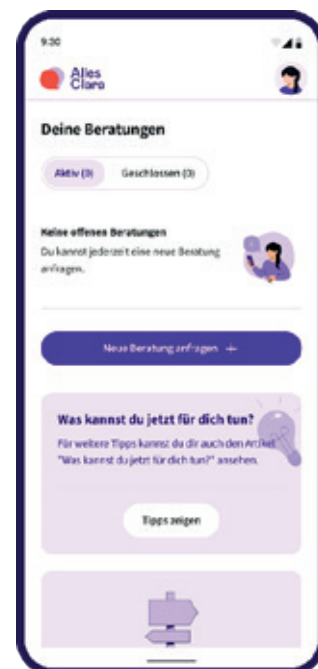 9:30
Alles
Clara
Deine Beratungen
Aktiv (0)
Geschlossen (0)
Keine offenen Beratungen
Du kannst jederzeit eine neue Beratung
anfragen.
Neue Beratung anfragen +
Was kannst du jetzt für dich tun?
Für weitere Tipps kannst du dir auch den Artikel
"Was kannst du jetzt für dich tun?" ansehen.
Tipps zeigen